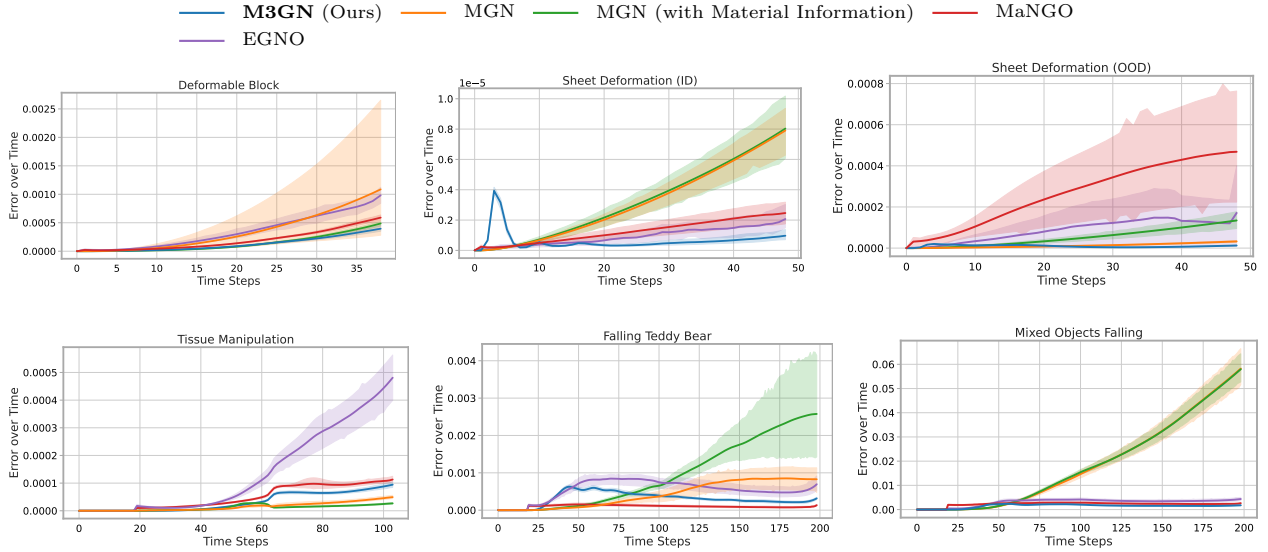 M3GN (Ours) MGN MGN (with Material Information) MaNGO
EGNO
Deformable Block
Error over Time
0.0025
0.0020
0.0015
0.0010
0.0005
0.0000
0 5 10 15 20 25 30 35
Time Steps
Sheet Deformation (ID)
1e−5
Error over Time
1.0
0.8
0.6
0.4
0.2
0.0
0 10 20 30 40 50
Time Steps
Sheet Deformation (OOD)
Error over Time
0.0008
0.0006
0.0004
0.0002
0.0000
0 10 20 30 40 50
Time Steps
Tissue Manipulation
Error over Time
0.0005
0.0004
0.0003
0.0002
0.0001
0.0000
0 20 40 60 80 100
Time Steps
Falling Teddy Bear
Error over Time
0.004
0.003
0.002
0.001
0.000
0 25 50 75 100 125 150 175 200
Time Steps
Mixed Objects Falling
Error over Time
0.06
0.05
0.04
0.03
0.02
0.01
0.00
0 25 50 75 100 125 150 175 200
Time Steps